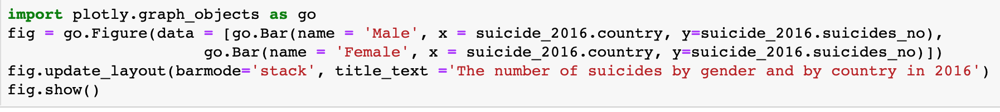 import plotly.graph_objects as go
fig = go.Figure(data = [go.Bar(name = 'Male', x = suicide_2016.country, y=suicide_2016.suicides_no),
                     go.Bar(name = 'Female', x = suicide_2016.country, y=suicide_2016.suicides_no)])
fig.update_layout(barmode='stack', title_text ='The number of suicides by gender and by country in 2016')
fig.show()